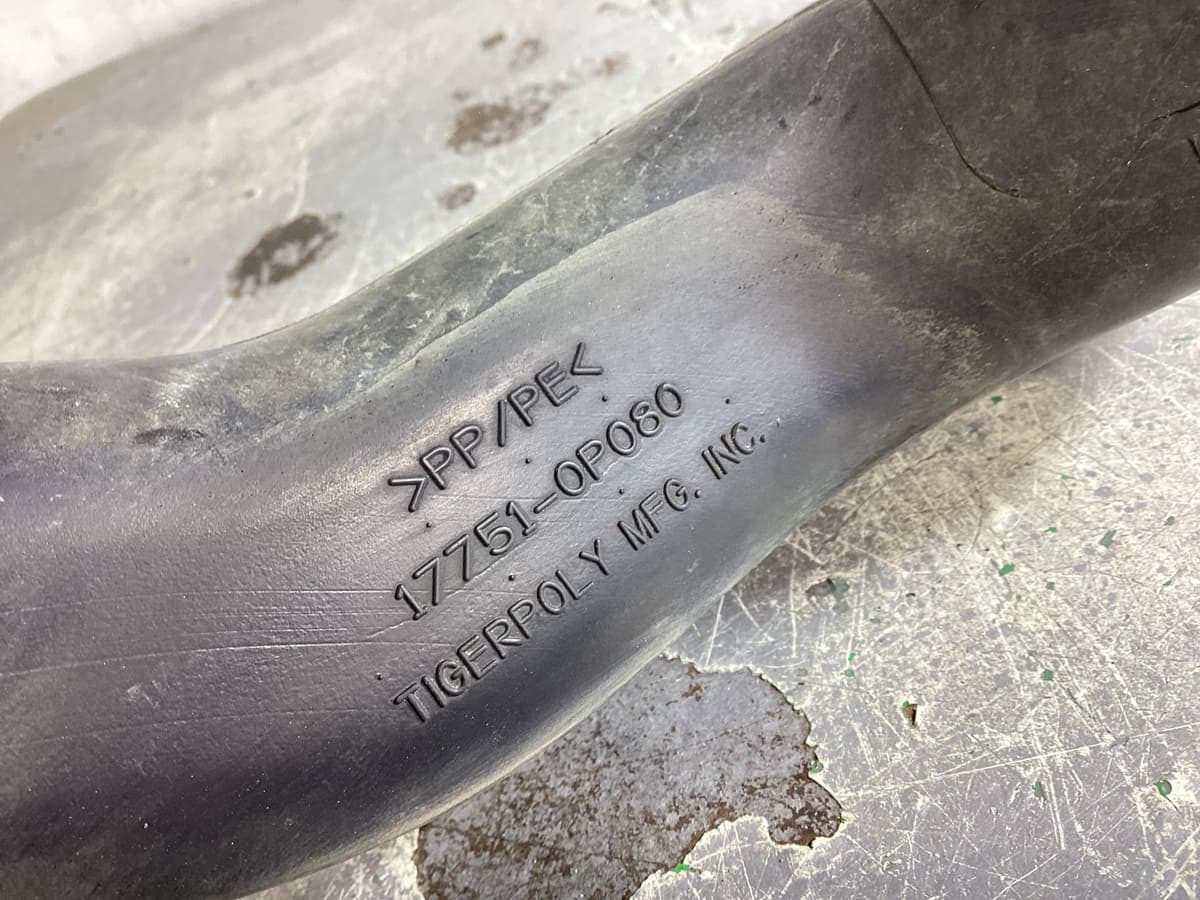 >PP/PE<
17751-0P080
TIGERPOLY MFG. INC.